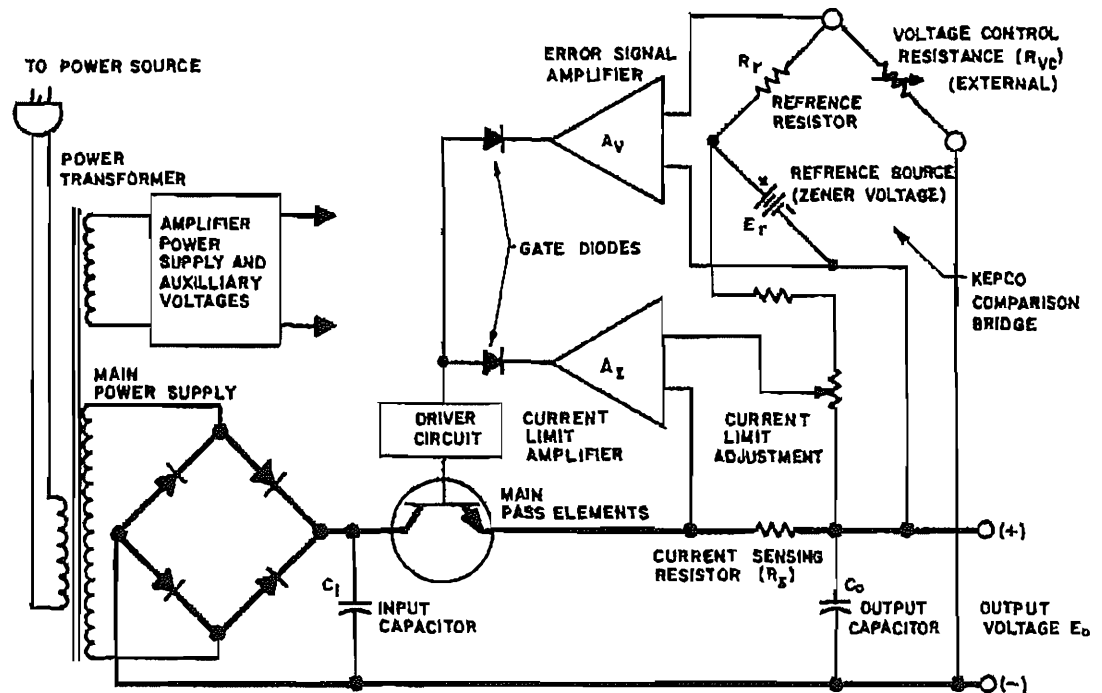 TO POWER SOURCE
POWER
TRANSFORMER
AMPLIFIER
POWER
SUPPLY AND
AUXILLIARY
VOLTAGES
MAIN
POWER SUPPLY
C1
INPUT
CAPACITOR
ERROR SIGNAL
AMPLIFIER
AV
GATE DIODES
AI
DRIVER
CIRCUIT
CURRENT
LIMIT
AMPLIFIER
MAIN
PASS ELEMENTS
Rr
REFRENCE
RESISTOR
VOLTAGE CONTROL
RESISTANCE (RVC)
(EXTERNAL)
REFRENCE SOURCE
(ZENER VOLTAGE)
+
-
Er
KEPCO
COMPARISON
BRIDGE
CURRENT
LIMIT
ADJUSTMENT
CURRENT SENSING
RESISTOR (RS)
(+)
Co
OUTPUT
CAPACITOR
OUTPUT
VOLTAGE Eo
(-)